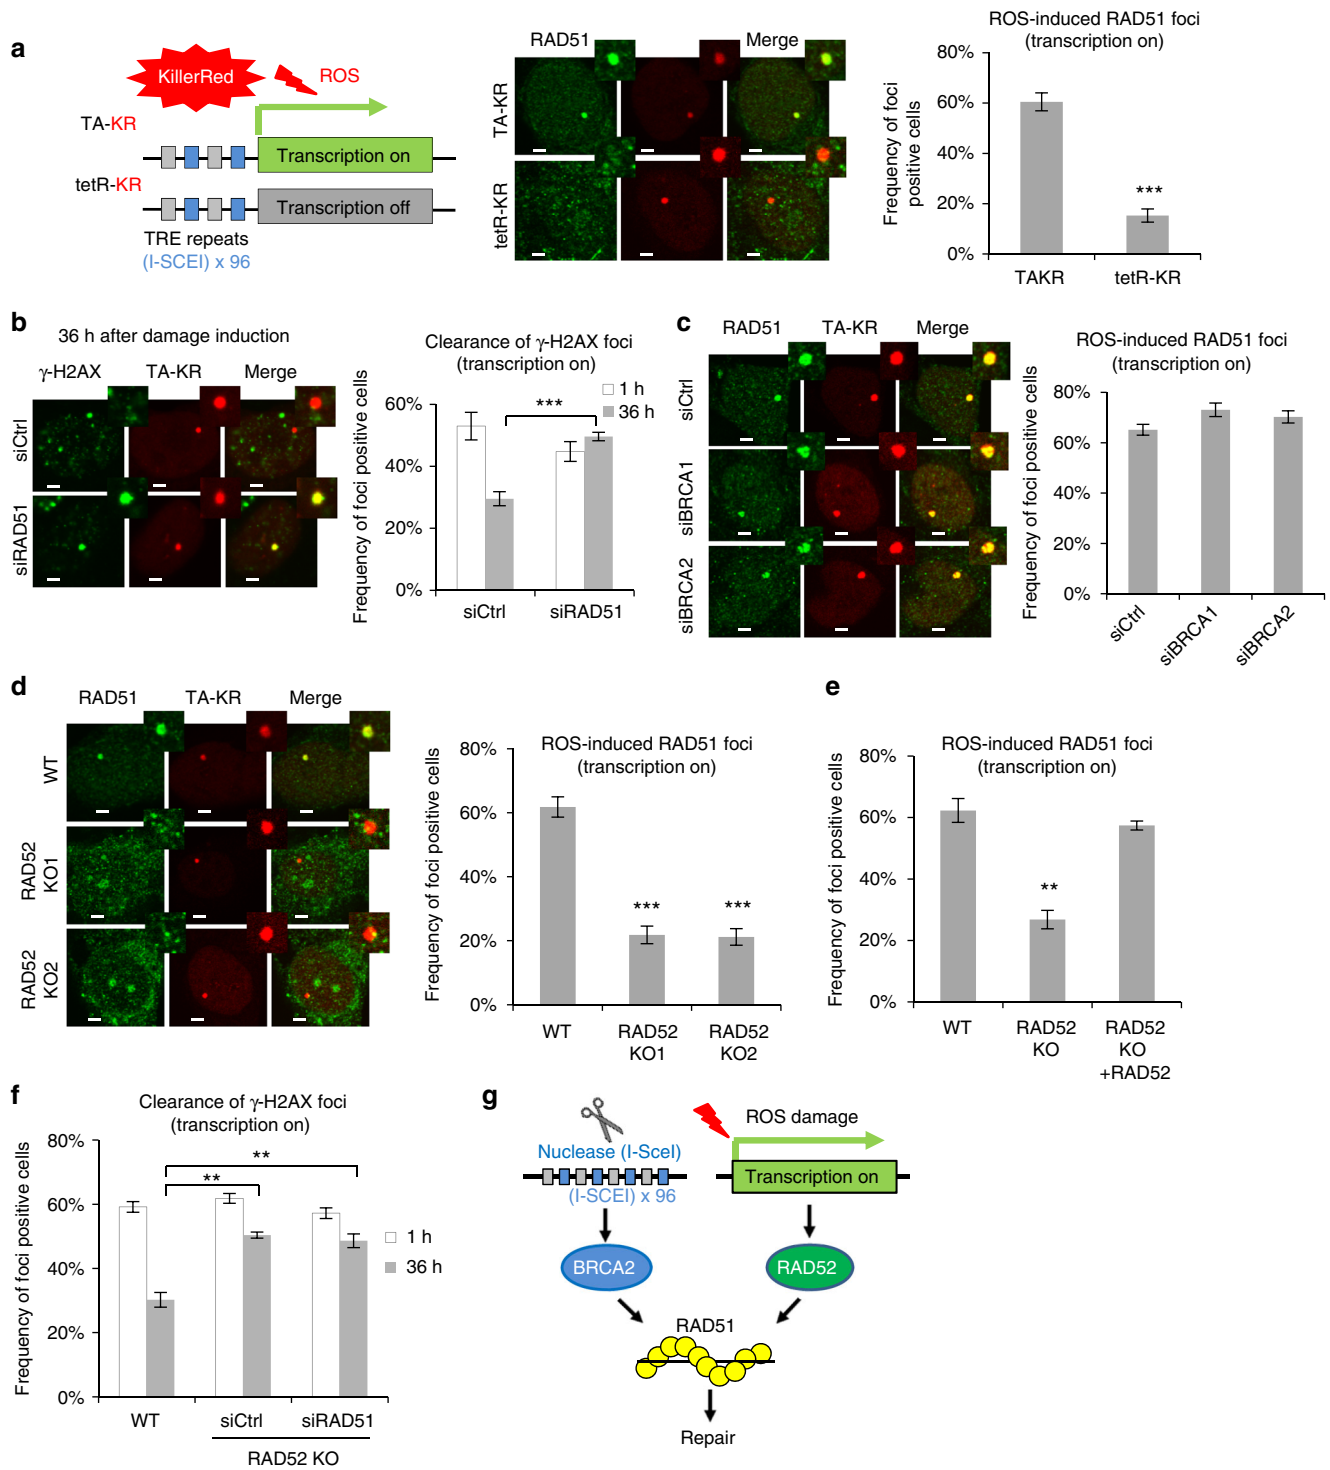 a
KillerRed
ROS
TA-KR
Transcription on
tetR-KR
Transcription off
TRE repeats
(I-SCEI) x 96
RAD51
Merge
TA-KR
tetR-KR
ROS-induced RAD51 foci
(transcription on)
Frequency of foci
positive cells
80%
60%
40%
20%
0%
***
TAKR
tetR-KR
b
36 h after damage induction
γ-H2AX
TA-KR
Merge
siCtrl
siRAD51
Clearance of γ-H2AX foci
(transcription on)
1 h
36 h
Frequency of foci positive cells
60%
40%
20%
0%
***
siCtrl
siRAD51
c
RAD51
TA-KR
Merge
siCtrl
siBRCA1
siBRCA2
ROS-induced RAD51 foci
(transcription on)
Frequency of foci positive cells
80%
60%
40%
20%
0%
siCtrl
siBRCA1
siBRCA2
d
RAD51
TA-KR
Merge
WT
RAD52
KO1
RAD52
KO2
ROS-induced RAD51 foci
(transcription on)
Frequency of foci positive cells
80%
60%
40%
20%
0%
***
***
WT
RAD52
KO1
RAD52
KO2
e
ROS-induced RAD51 foci
(transcription on)
Frequency of foci positive cells
80%
60%
40%
20%
0%
**
WT
RAD52
KO
RAD52
KO
+RAD52
f
Clearance of γ-H2AX foci
(transcription on)
Frequency of foci positive cells
80%
60%
40%
20%
0%
**
**
1 h
36 h
WT
siCtrl
siRAD51
RAD52 KO
g
ROS damage
Nuclease (I-SceI)
(I-SCEI) x 96
Transcription on
BRCA2
RAD52
RAD51
Repair